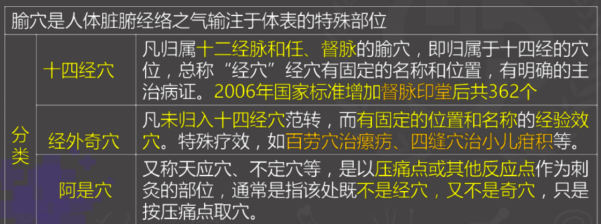 腧穴是人体脏腑经络之气输注于体表的特殊部位
分类
十四经穴
凡归属十二经脉和任、督脉的腧穴，即归属于十四经的穴
位，总称“经穴”经穴有固定的名称和位置，有明确的主
治病证。2006年国家标准增加督脉印堂后共362个
经外奇穴
凡未归入十四经穴范转，而有固定的位置和名称的经验效
穴。特殊疗效，如百劳穴治瘰疬、四缝穴治小儿疳积等。
阿是穴
又称天应穴、不定穴等，是以压痛点或其他反应点作为刺
灸的部位，通常是指该处既不是经穴，又不是奇穴，只是
按压痛点取穴。